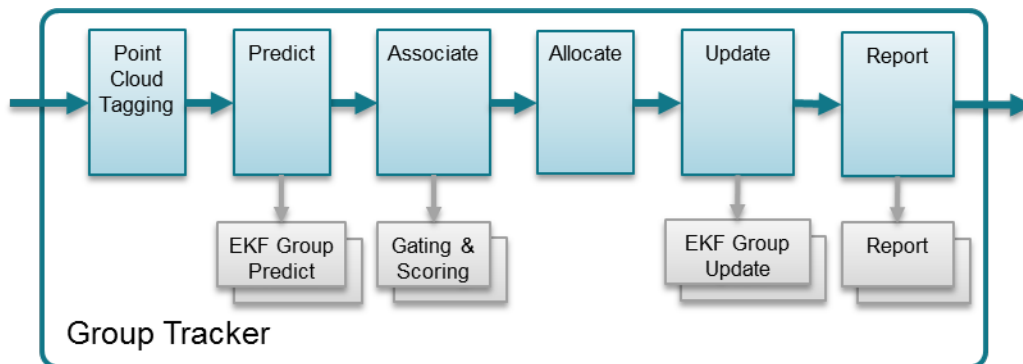 Point
Cloud
Tagging
Predict
Associate
Allocate
Update
Report
EKF Group
Predict
Gating &
Scoring
EKF Group
Update
Report
Group Tracker